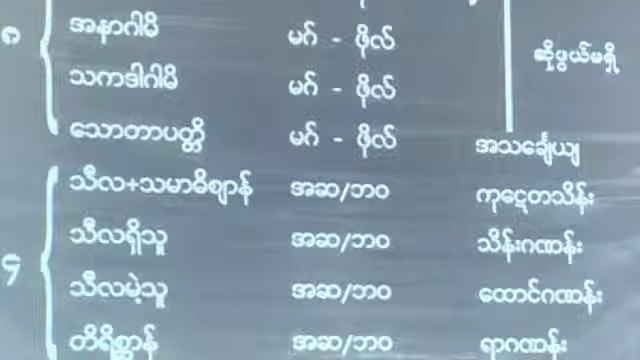 ၈ အနာဂါမိ မဂ် - ဖိုလ်
ဆိုဖွယ်မရှိ
သကဒါဂါမိ မဂ် - ဖိုလ်
သောတာပတ္တိ မဂ် - ဖိုလ် အသင်္ချေယျ
သီလ+သမာဓိဈာန် အဆ/ဘဝ ကုဋေတသိန်း
သီလရှိသူ အဆ/ဘဝ သိန်းဂဏန်း
၄
သီလမဲ့သူ အဆ/ဘဝ ထောင်ဂဏန်း
တိရိစ္ဆာန် အဆ/ဘဝ ရာဂဏန်း